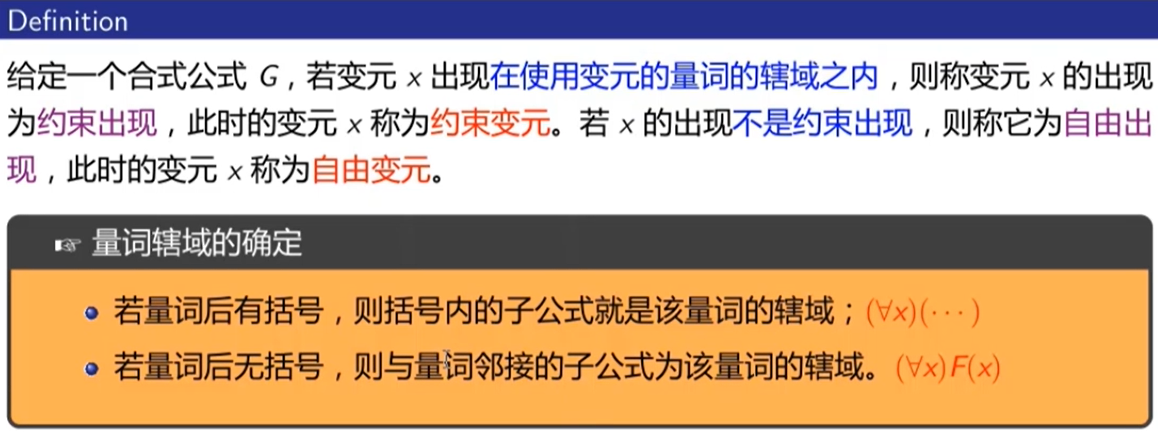 Definition
给定一个合式公式 G，若变元 x 出现在使用变元的量词的辖域之内，则称变元 x 的出现
为约束出现，此时的变元 x 称为约束变元。若 x 的出现不是约束出现，则称它为自由出
现，此时的变元 x 称为自由变元。
☞ 量词辖域的确定
• 若量词后有括号，则括号内的子公式就是该量词的辖域；(∀x)(···)
• 若量词后无括号，则与量词邻接的子公式为该量词的辖域。(∀x)F(x)